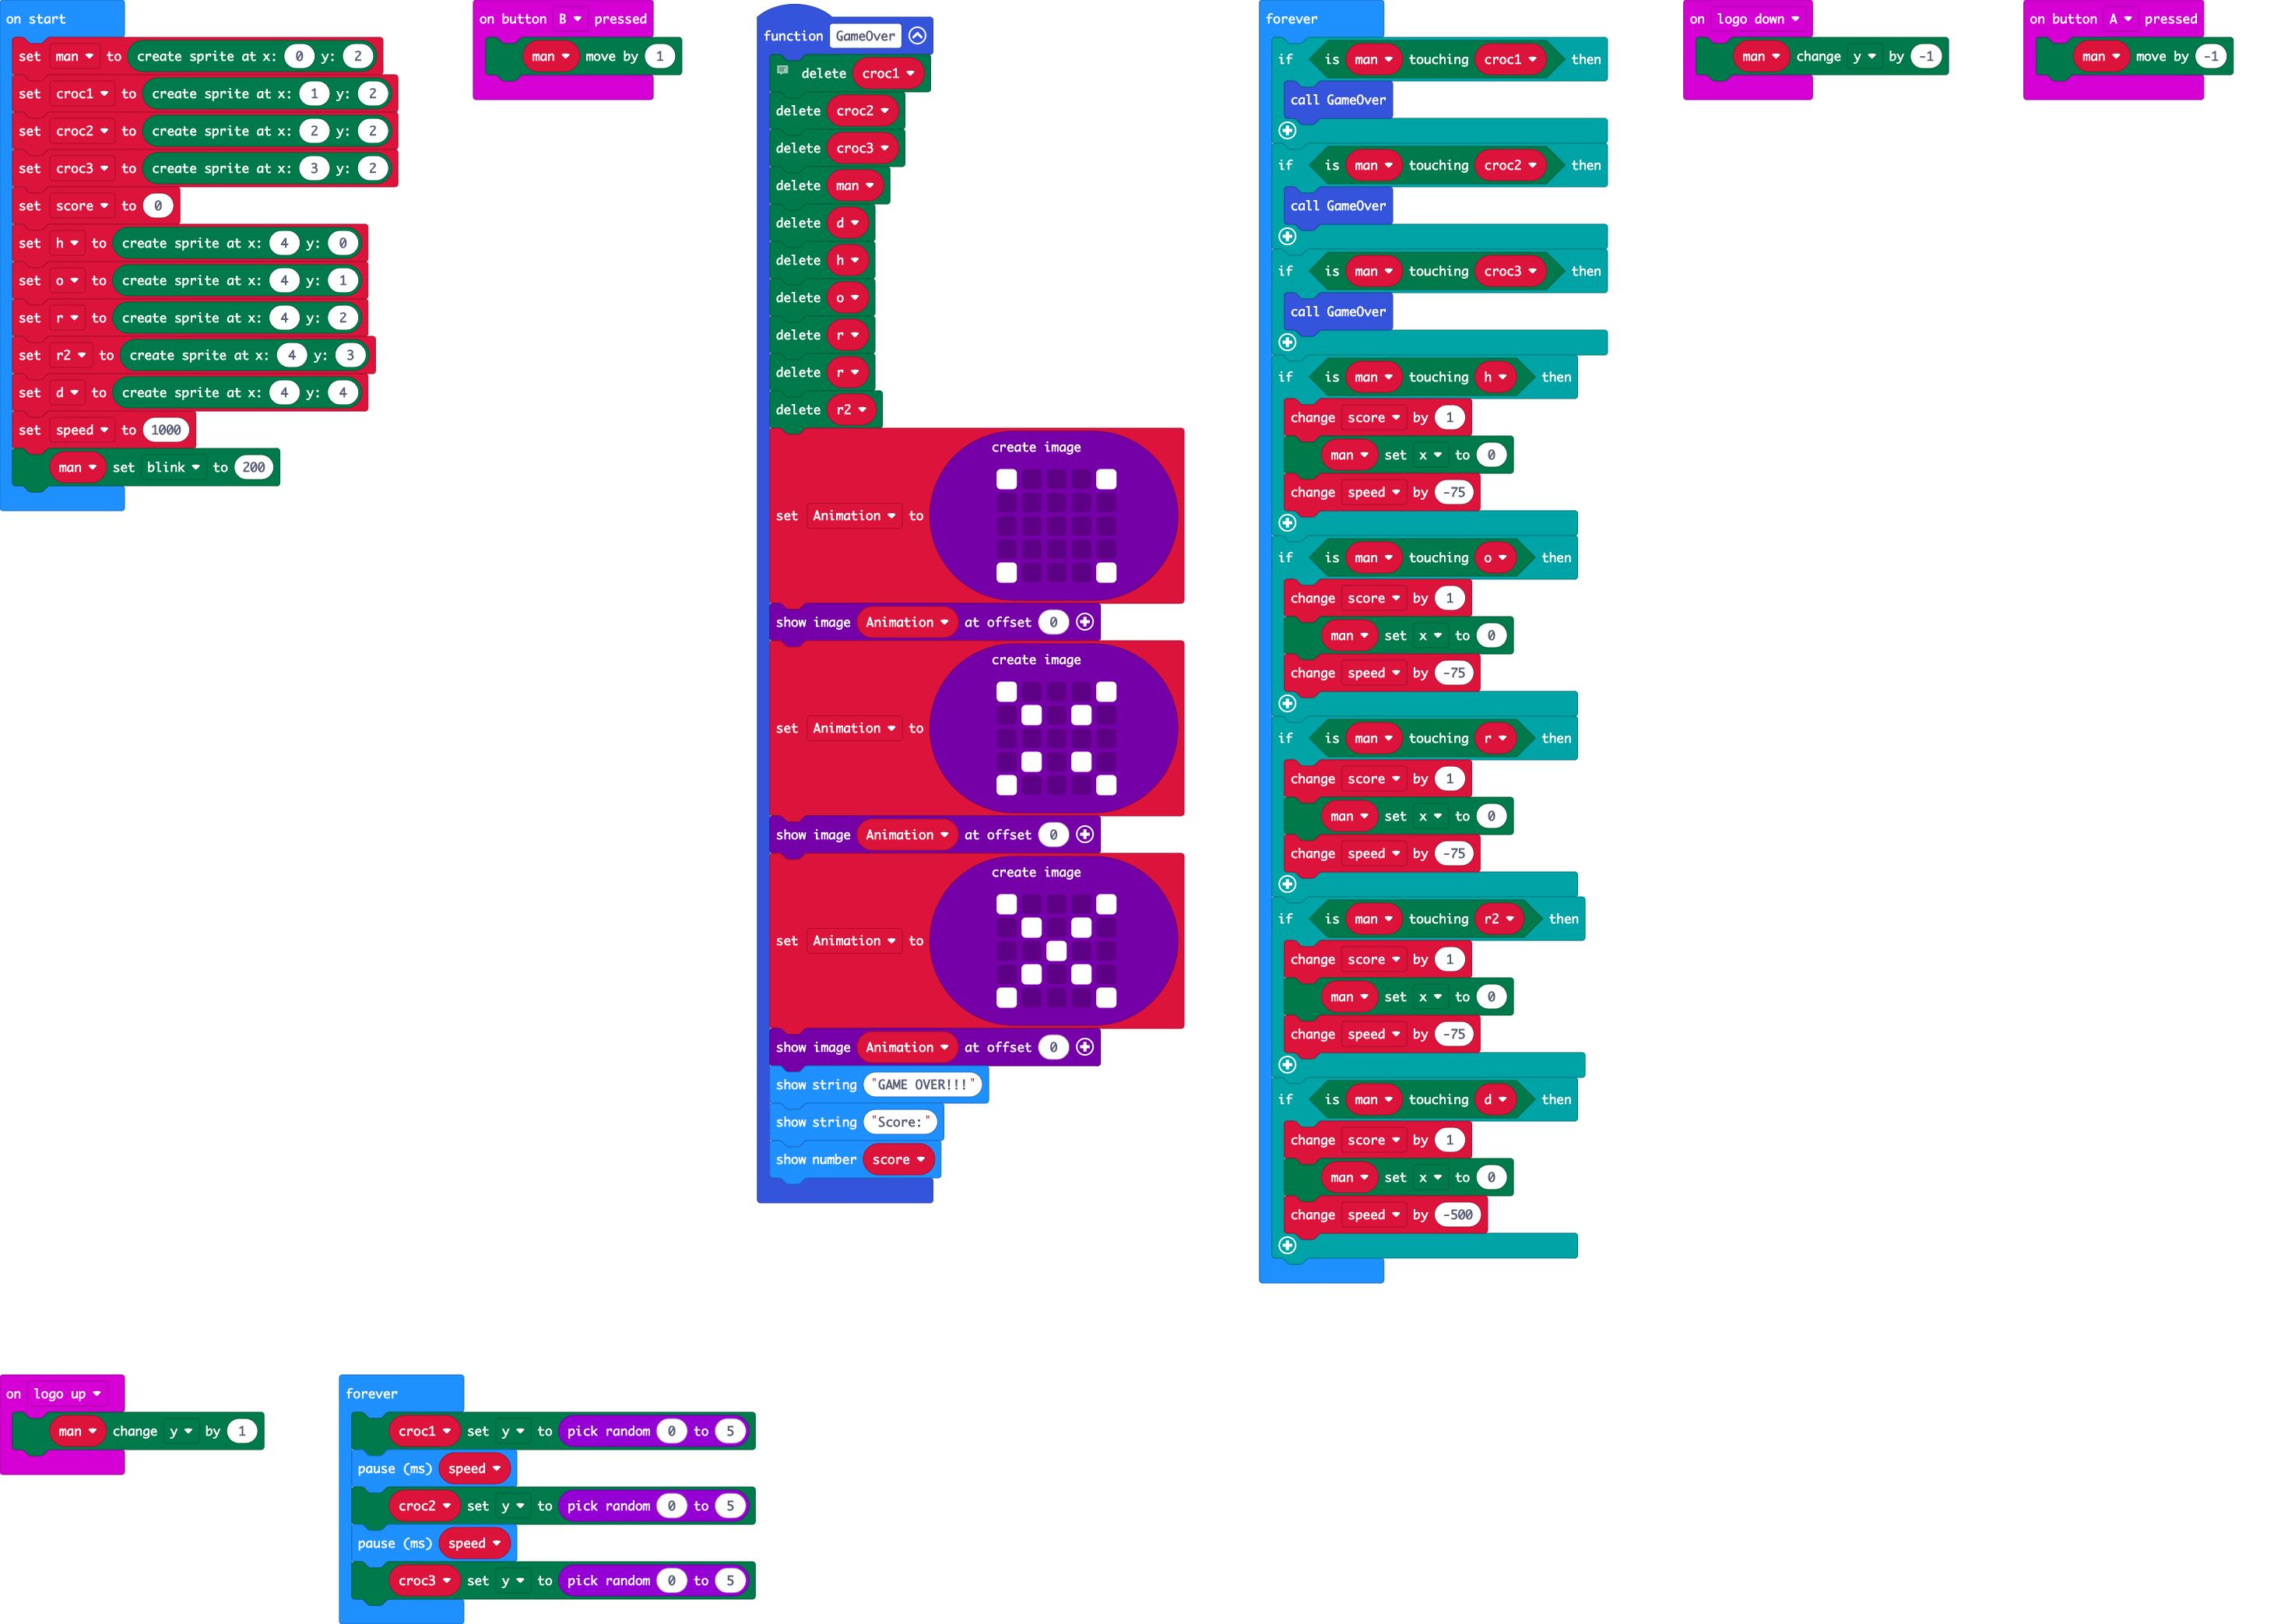 on start
set man to create sprite at x: 0 y: 2
set croc1 to create sprite at x: 1 y: 2
set croc2 to create sprite at x: 2 y: 2
set croc3 to create sprite at x: 3 y: 2
set score to 0
set h to create sprite at x: 4 y: 0
set o to create sprite at x: 4 y: 1
set r to create sprite at x: 4 y: 2
set r2 to create sprite at x: 4 y: 3
set d to create sprite at x: 4 y: 4
set speed to 1000
man set blink to 200
on button B pressed
man move by 1
function GameOver
delete croc1
delete croc2
delete croc3
delete man
delete d
delete h
delete o
delete r
delete r
delete r2
create image
set Animation to
show image Animation at offset 0
create image
set Animation to
show image Animation at offset 0
create image
set Animation to
show image Animation at offset 0
show string "GAME OVER!!!"
show string "Score:"
show number score
forever
if is man touching croc1 then
call GameOver
if is man touching croc2 then
call GameOver
if is man touching croc3 then
call GameOver
if is man touching h then
change score by 1
man set x to 0
change speed by -75
if is man touching o then
change score by 1
man set x to 0
change speed by -75
if is man touching r then
change score by 1
man set x to 0
change speed by -75
if is man touching r2 then
change score by 1
man set x to 0
change speed by -75
if is man touching d then
change score by 1
man set x to 0
change speed by -500
on logo down
man change y by -1
on button A pressed
man move by -1
on logo up
man change y by 1
forever
croc1 set y to pick random 0 to 5
pause (ms) speed
croc2 set y to pick random 0 to 5
pause (ms) speed
croc3 set y to pick random 0 to 5